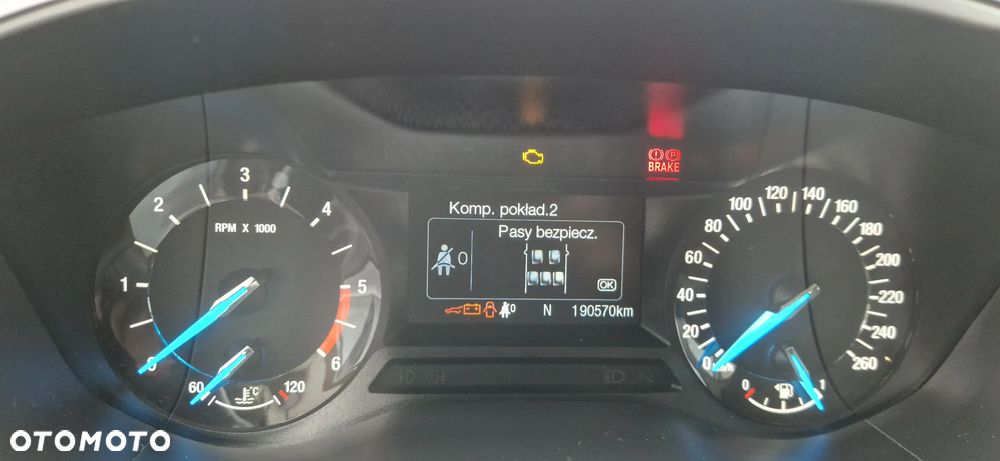 BRAKE
P
Komp. pokład.2
Pasy bezpiecz.
0
OK
0 N 190570km
RPM X 1000
0 1 2 3 4 5 6
60 °C 120
0 20 40 60 80 100 120 140 160 180 200 220 240 260
km/h
0 1
OTOMOTO